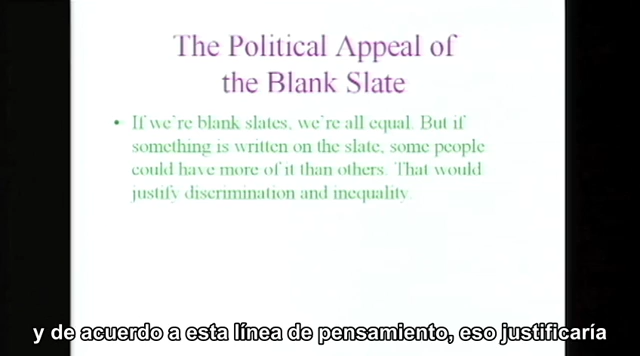 The Political Appeal of
the Blank Slate
• If we're blank slates, we're all equal. But if
something is written on the slate, some people
could have more of it than others. That would
justify discrimination and inequality.
y de acuerdo a esta línea de pensamiento, eso justificaría